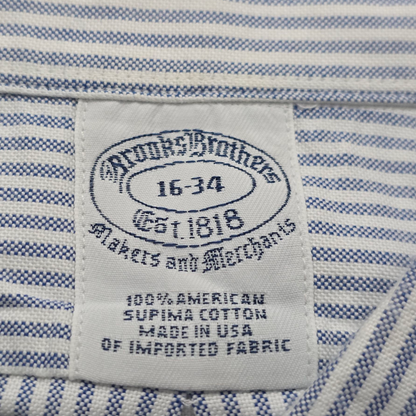 Brooks Brothers
16-34
Est. 1818
Makers and Merchants
100% AMERICAN
SUPIMA COTTON
MADE IN USA
OF IMPORTED FABRIC